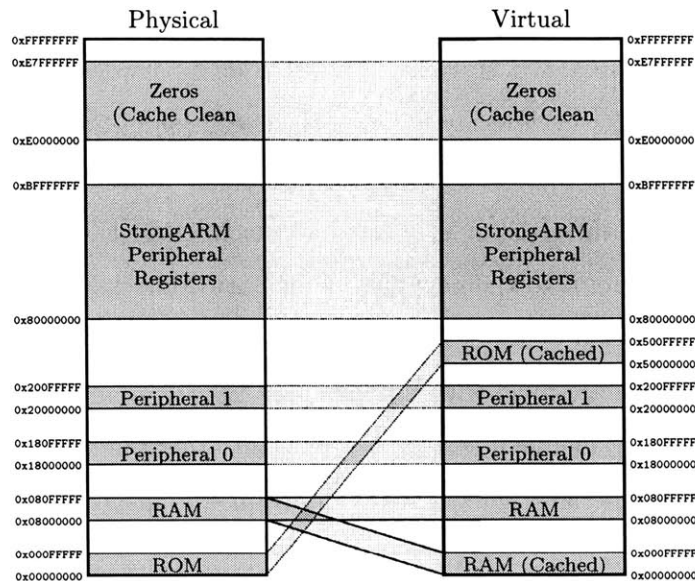 Physical
Virtual
0xFFFFFFFF
0xFFFFFFFF
0xE7FFFFFF
0xE7FFFFFF
Zeros
(Cache Clean
Zeros
(Cache Clean
0xE0000000
0xE0000000
0xBFFFFFFF
0xBFFFFFFF
StrongARM
Peripheral
Registers
StrongARM
Peripheral
Registers
0x80000000
0x80000000
0x500FFFFF
ROM (Cached)
0x50000000
0x200FFFFF
0x200FFFFF
Peripheral 1
Peripheral 1
0x20000000
0x20000000
0x180FFFFF
0x180FFFFF
Peripheral 0
Peripheral 0
0x18000000
0x18000000
0x080FFFFF
0x080FFFFF
RAM
RAM
0x08000000
0x08000000
0x000FFFFF
0x000FFFFF
ROM
RAM (Cached)
0x00000000
0x00000000